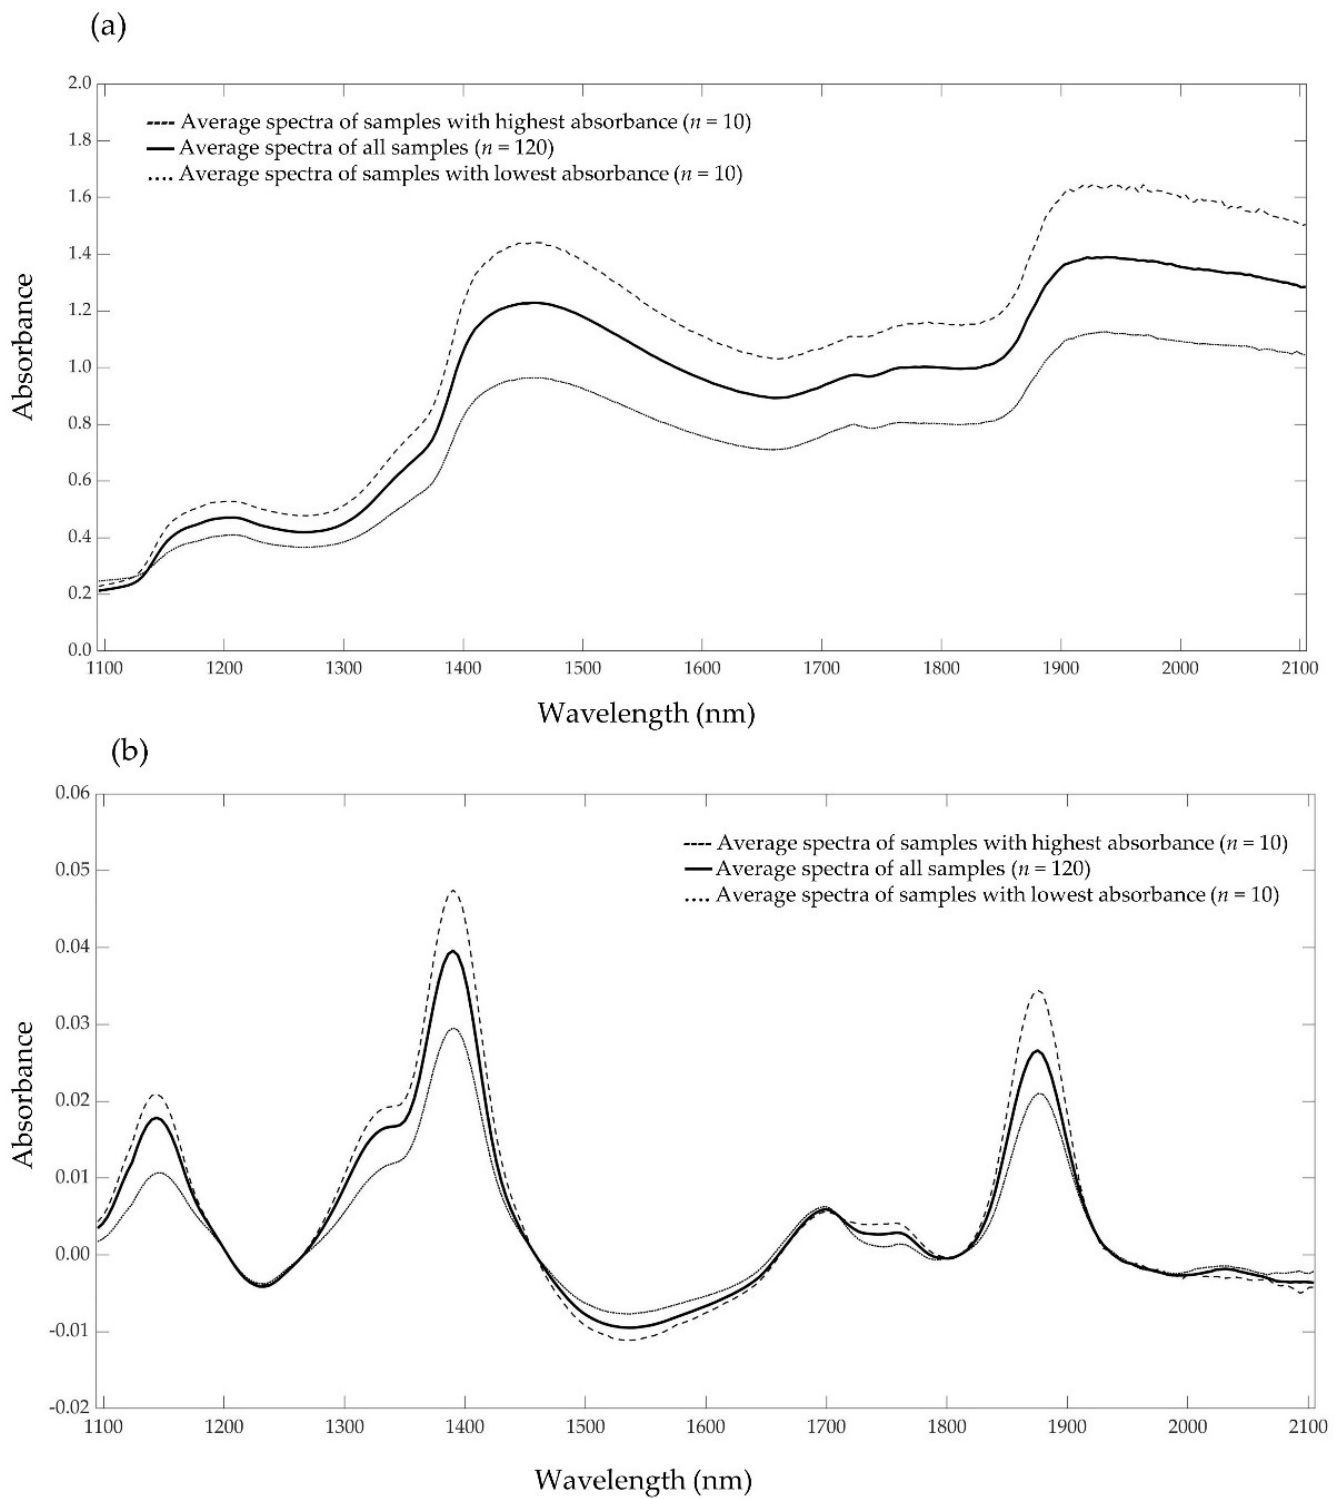 (a)
2.0
---- Average spectra of samples with highest absorbance (n = 10)
1.8
Average spectra of all samples (n = 120)
.... Average spectra of samples with lowest absorbance (n = 10)
1.6
1.4
1.2
Absorbance
1.0
0.8
0.6
0.4
0.2
0.0
1100 1200 1300 1400 1500 1600 1700 1800 1900 2000 2100
Wavelength (nm)
(b)
0.06
---- Average spectra of samples with highest absorbance (n = 10)
0.05
Average spectra of all samples (n = 120)
.... Average spectra of samples with lowest absorbance (n = 10)
0.04
0.03
Absorbance
0.02
0.01
0.00
-0.01
-0.02
1100 1200 1300 1400 1500 1600 1700 1800 1900 2000 2100
Wavelength (nm)